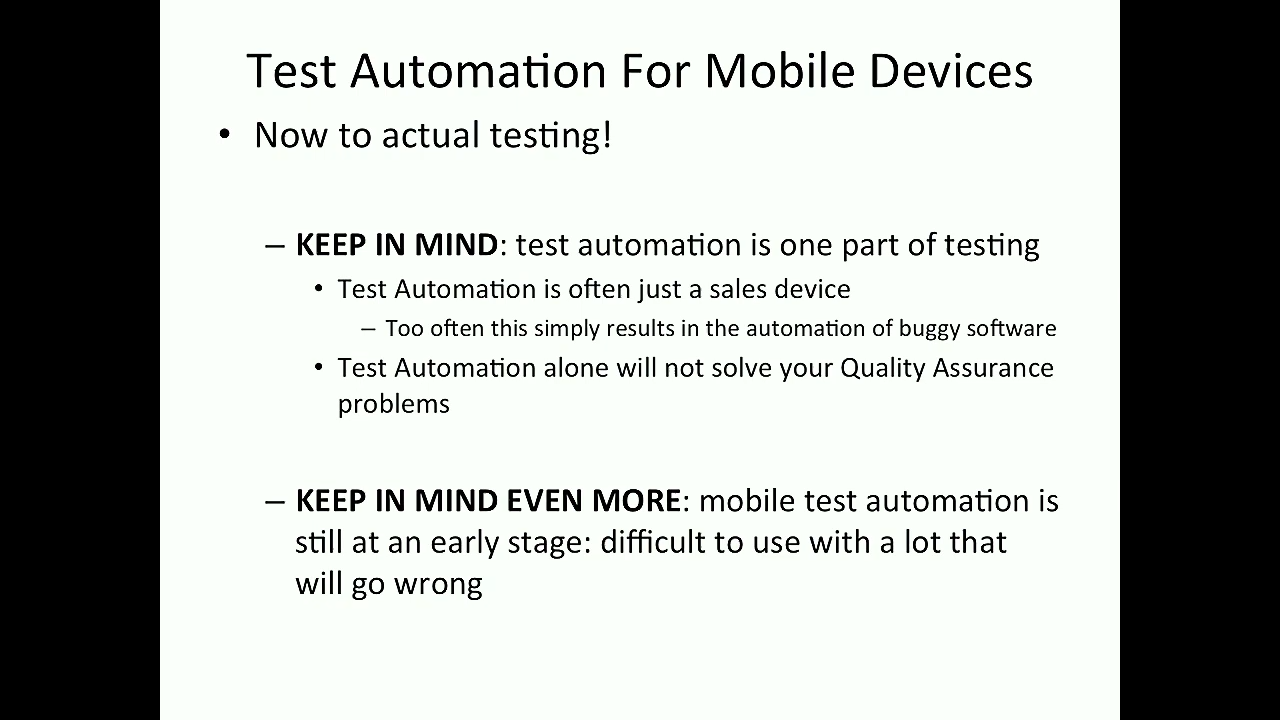 Test Automation For Mobile Devices
• Now to actual testing!
– KEEP IN MIND: test automation is one part of testing
• Test Automation is often just a sales device
– Too often this simply results in the automation of buggy software
• Test Automation alone will not solve your Quality Assurance
problems
– KEEP IN MIND EVEN MORE: mobile test automation is
still at an early stage: difficult to use with a lot that
will go wrong